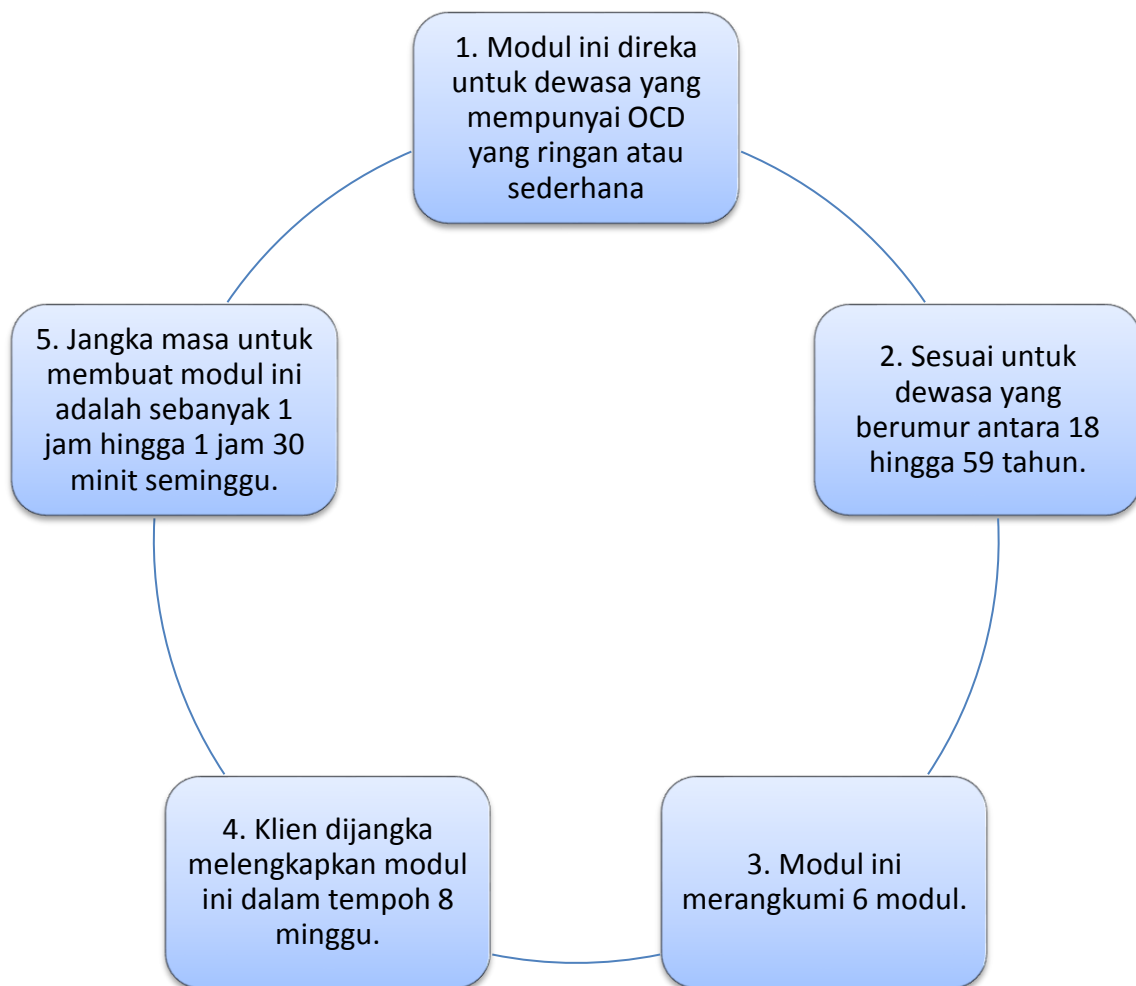 1. Modul ini direka
untuk dewasa yang
mempunyai OCD
yang ringan atau
sederhana
2. Sesuai untuk
dewasa yang
berumur antara 18
hingga 59 tahun.
3. Modul ini
merangkumi 6 modul.
4. Klien dijangka
melengkapkan modul
ini dalam tempoh 8
minggu.
5. Jangka masa untuk
membuat modul ini
adalah sebanyak 1
jam hingga 1 jam 30
minit seminggu.